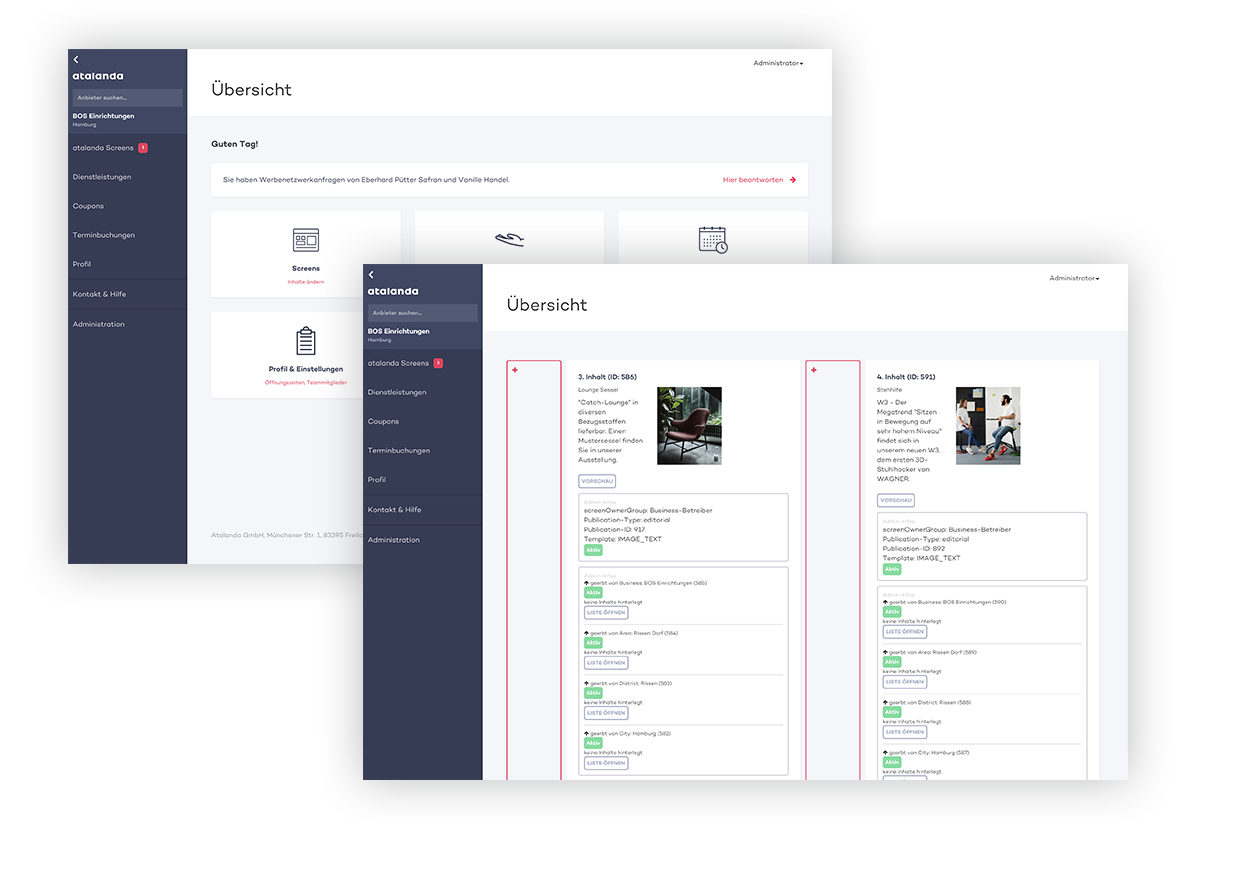 atalanda
Anbieter suchen...
BOS Einrichtungen
Hamburg
atalanda Screens 1
Dienstleistungen
Coupons
Terminbuchungen
Profil
Kontakt & Hilfe
Administration
Administrator
Übersicht
Guten Tag!
Sie haben Werbenetzwerkanfragen von Eberhard Pütter Safran und Vanille Handel.
Hier beantworten
Screens
Inhalte ändern
Profil & Einstellungen
Öffnungszeiten, Teammitglieder
Atalanda GmbH, Münchener Str. 1, 83395 Freila
atalanda
Anbieter suchen...
BOS Einrichtungen
Hamburg
atalanda Screens 1
Dienstleistungen
Coupons
Terminbuchungen
Profil
Kontakt & Hilfe
Administration
Administrator
Übersicht
+
3. Inhalt (ID: 586)
Lounge Sessel
"Catch-Lounge" in
diversen
Bezugsstoffen
lieferbar. Einen
Mustersessel finden
Sie in unserer
Ausstellung.
VORSCHAU
Admin-Infos
screenOwnerGroup: Business-Betreiber
Publication-Type: editorial
Publication-ID: 917
Template: IMAGE_TEXT
Aktiv
Admin-Infos
geerbt von Business: BOS Einrichtungen (585)
Aktiv
keine Inhalte hinterlegt
LISTE ÖFFNEN
geerbt von Area: Rissen Dorf (584)
Aktiv
keine Inhalte hinterlegt
LISTE ÖFFNEN
geerbt von District: Rissen (583)
Aktiv
keine Inhalte hinterlegt
LISTE ÖFFNEN
geerbt von City: Hamburg (582)
Aktiv
keine Inhalte hinterlegt
LISTE ÖFFNEN
+
4. Inhalt (ID: 591)
Stehhilfe
W3 - Der
Megatrend "Sitzen
in Bewegung auf
sehr hohem Niveau"
findet sich in
unserem neuen W3,
dem ersten 3D-
Stuhlhocker von
WAGNER.
VORSCHAU
Admin-Infos
screenOwnerGroup: Business-Betreiber
Publication-Type: editorial
Publication-ID: 892
Template: IMAGE_TEXT
Aktiv
Admin-Infos
geerbt von Business: BOS Einrichtungen (590)
Aktiv
keine Inhalte hinterlegt
LISTE ÖFFNEN
geerbt von Area: Rissen Dorf (589)
Aktiv
keine Inhalte hinterlegt
LISTE ÖFFNEN
geerbt von District: Rissen (588)
Aktiv
keine Inhalte hinterlegt
LISTE ÖFFNEN
geerbt von City: Hamburg (587)
Aktiv
keine Inhalte hinterlegt